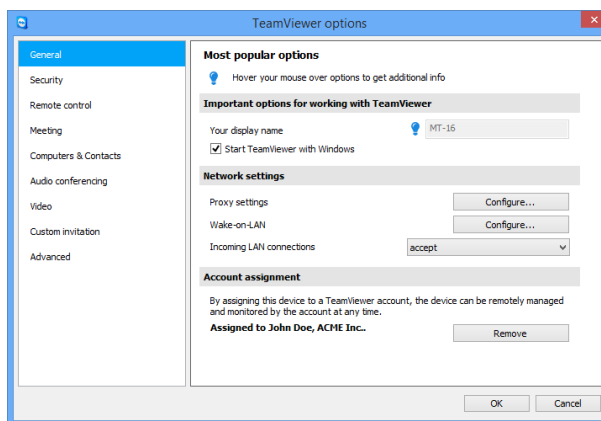 TeamViewer options
General
Security
Remote control
Meeting
Computers & Contacts
Audio conferencing
Video
Custom invitation
Advanced
Most popular options
Hover your mouse over options to get additional info
Important options for working with TeamViewer
Your display name MT-16
Start TeamViewer with Windows
Network settings
Proxy settings Configure...
Wake-on-LAN Configure...
Incoming LAN connections accept
Account assignment
By assigning this device to a TeamViewer account, the device can be remotely managed
and monitored by the account at any time.
Assigned to John Doe, ACME Inc..
Remove
OK Cancel